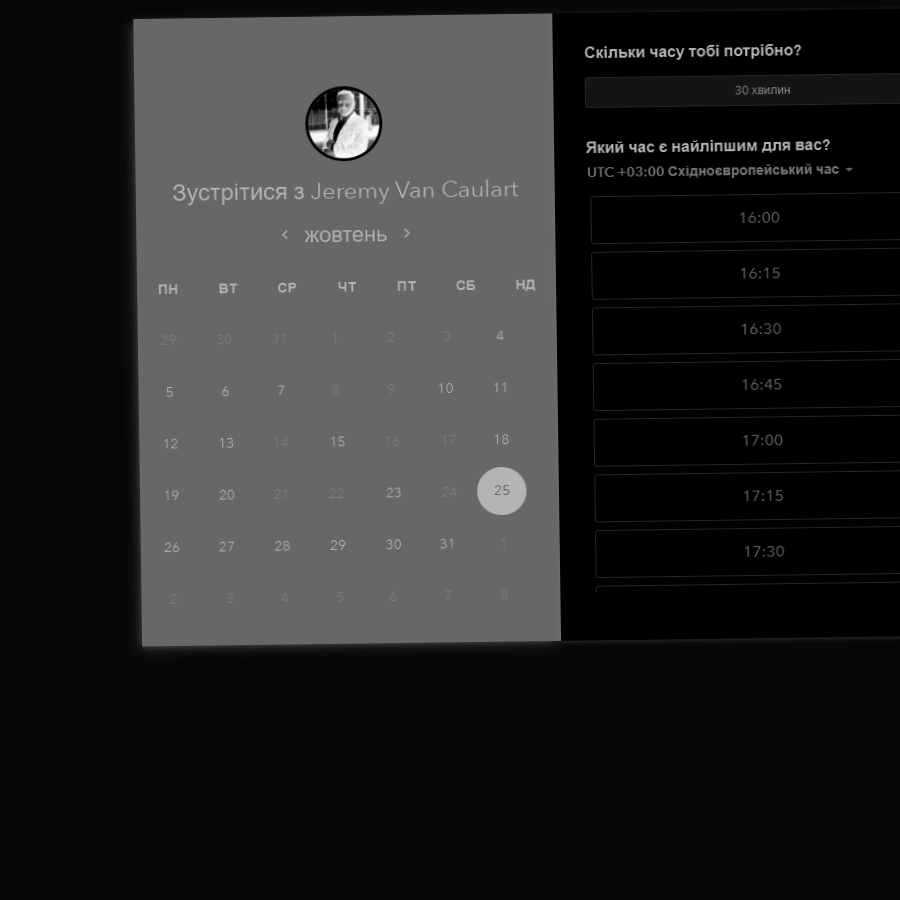 Зустрітися з Jeremy Van Caulart
жовтень
ПН ВТ СР ЧТ ПТ СБ НД
29 30 31 1 2 3 4
5 6 7 8 9 10 11
12 13 14 15 16 17 18
19 20 21 22 23 24 25
26 27 28 29 30 31 1
2 3 4 5 6 7 8
Скільки часу тобі потрібно?
30 хвилин
Який час є найліпшим для вас?
UTC +03:00 Східноєвропейський час
16:00
16:15
16:30
16:45
17:00
17:15
17:30